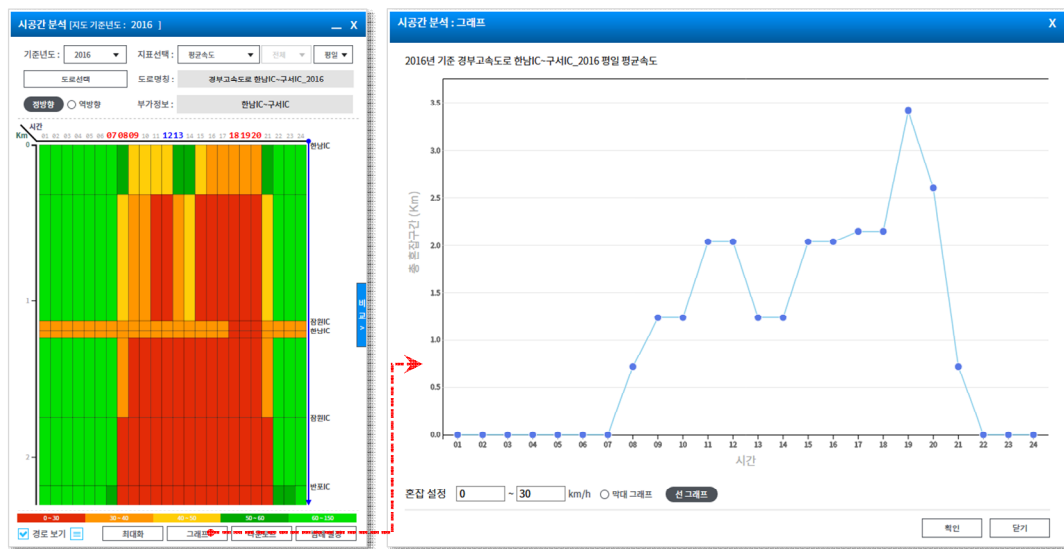 시공간 분석 [지도 기준년도 : 2016 ] _ X
기준년도 : 2016 지표선택 : 평균속도 전체 평일
도로선택 도로명칭 : 경부고속도로 한남IC~구서IC_2016
정방향 역방향 부가정보 : 한남IC~구서IC
시간
Km 01 02 03 04 05 06 07 08 09 10 11 12 13 14 15 16 17 18 19 20 21 22 23 24
0 한남IC
비교 >
1
잠원IC
한남IC
잠원IC
2
반포IC
0~30 30~40 40~50 50~60 60~150
경로 보기 최대화 그래프
시공간 분석 : 그래프 X
2016년 기준 경부고속도로 한남IC~구서IC_2016 평일 평균속도
총 혼잡구간 (Km)
3.5
3.0
2.5
2.0
1.5
1.0
0.5
0.0
01 02 03 04 05 06 07 08 09 10 11 12 13 14 15 16 17 18 19 20 21 22 23 24
시간
혼잡 설정 0 ~ 30 km/h 막대 그래프 선 그래프
확인 닫기